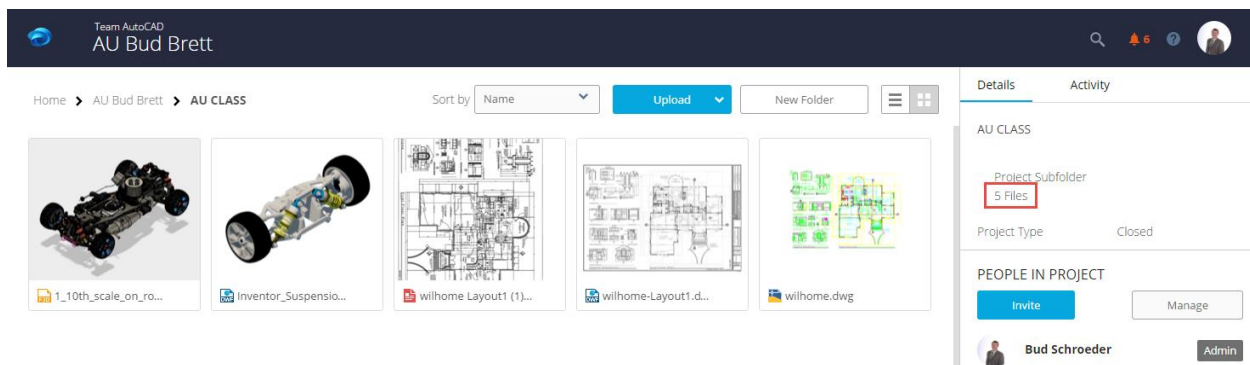 Team AutoCAD
AU Bud Brett
6
Home > AU Bud Brett > AU CLASS
Sort by Name
Upload
New Folder
Details Activity
AU CLASS
Project Subfolder
5 Files
Project Type Closed
PEOPLE IN PROJECT
Invite Manage
Bud Schroeder Admin
1_10th_scale_on_ro...
Inventor_Suspensio...
wilhome Layout1 (1)...
wilhome-Layout1.d...
wilhome.dwg